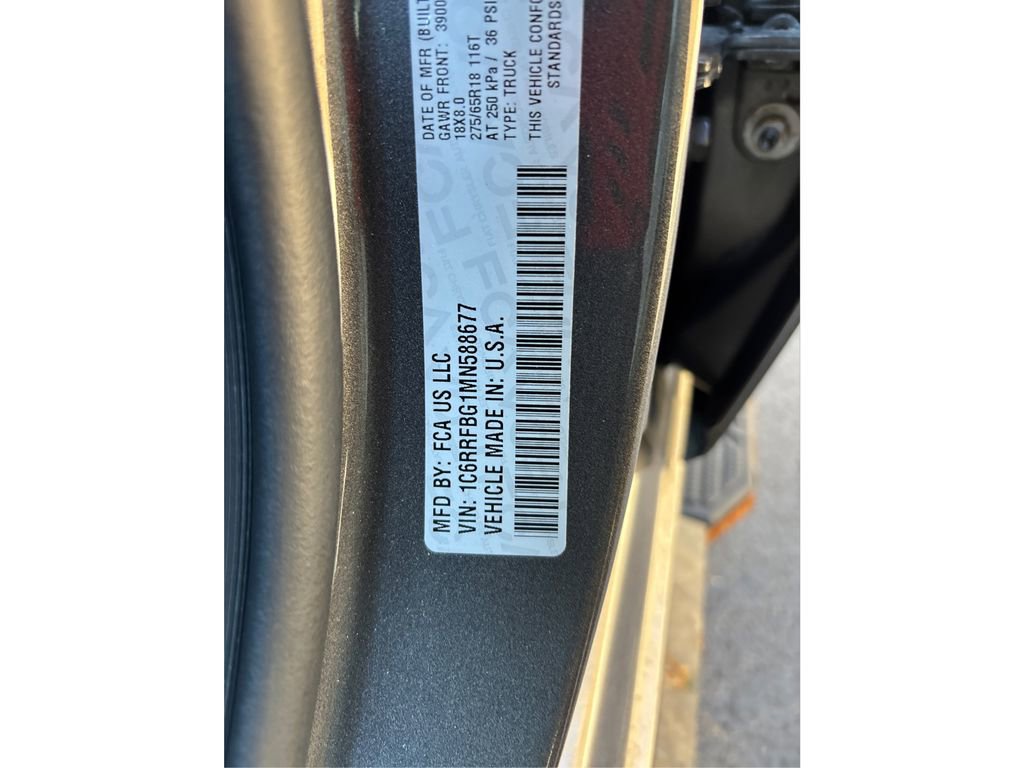 MFD BY: FCA US LLC
VIN: 1C6RRFBG1MN588677
VEHICLE MADE IN: U.S.A.
DATE OF MFR (BUILT
GAWR FRONT: 3900
18X8.0
275/65R18 116T
AT 250 kPa / 36 PSI
TYPE: TRUCK
THIS VEHICLE CONFO
STANDARDS